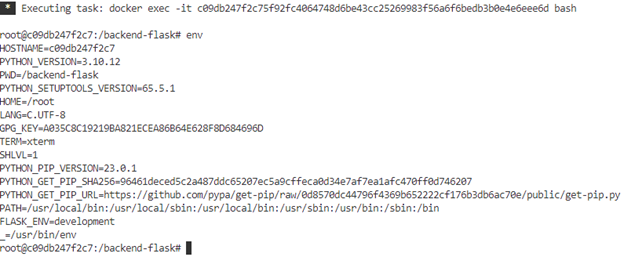 * Executing task: docker exec -it c09db247f2c75f92fc4064748d6be43cc25269983f56a6f6bedb3b0e4e6eee6d bash
root@c09db247f2c7:/backend-flask# env
HOSTNAME=c09db247f2c7
PYTHON_VERSION=3.10.12
PWD=/backend-flask
PYTHON_SETUPTOOLS_VERSION=65.5.1
HOME=/root
LANG=C.UTF-8
GPG_KEY=A035C8C19219BA821ECEA86B64E628F8D684696D
TERM=xterm
SHLVL=1
PYTHON_PIP_VERSION=23.0.1
PYTHON_GET_PIP_SHA256=96461deced5c2a487ddc65207ec5a9cffeca0d34e7af7ea1afc470ff0d746207
PYTHON_GET_PIP_URL=https://github.com/pypa/get-pip/raw/0d8570dc44796f4369b652222cf176b3db6ac70e/public/get-pip.py
PATH=/usr/local/bin:/usr/local/sbin:/usr/local/bin:/usr/sbin:/usr/bin:/sbin:/bin
FLASK_ENV=development
_=/usr/bin/env
root@c09db247f2c7:/backend-flask#